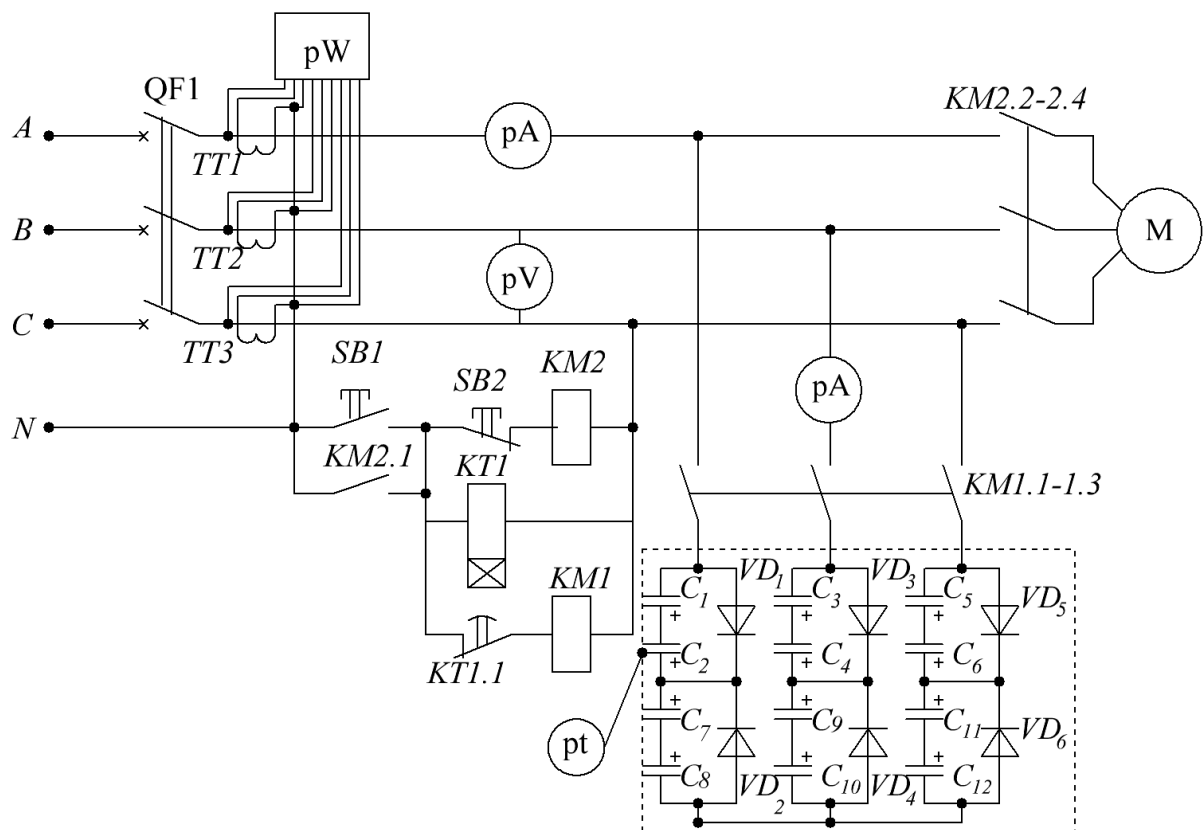 pW
QF1
KM2.2-2.4
A
pA
TT1
B
M
TT2
pV
C
TT3
SB1
SB2
KM2
pA
N
KM2.1
KT1
KM1.1-1.3
KM1
C1 VD1 C3 VD3 C5 VD5
+ + +
C2 C4 C6
+ + +
KT1.1
+ + +
C7 C9 C11 VD6
pt
+ + +
C8 VD2 C10 VD4 C12